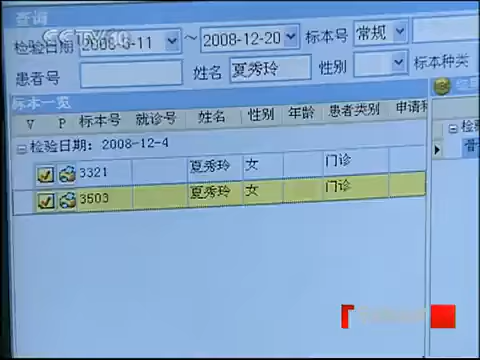 查询
CCTV 10
检验日期 2008-8-11 ~ 2008-12-20 标本号 常规
患者号 姓名 夏秀玲 性别 标本种类
标本一览
V P 标本号 就诊号 姓名 性别 年龄 患者类别 申请科
检验日期：2008-12-4
3321 夏秀玲 女 门诊
3503 夏秀玲 女 门诊